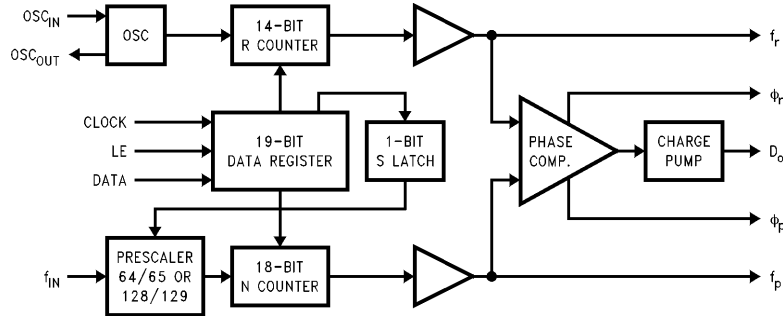 OSC_IN
OSC_OUT
OSC
14-BIT
R COUNTER
f_r
ϕ_r
CLOCK
LE
DATA
19-BIT
DATA REGISTER
1-BIT
S LATCH
PHASE
COMP.
CHARGE
PUMP
D_o
ϕ_p
f_IN
PRESCALER
64/65 OR
128/129
18-BIT
N COUNTER
f_p